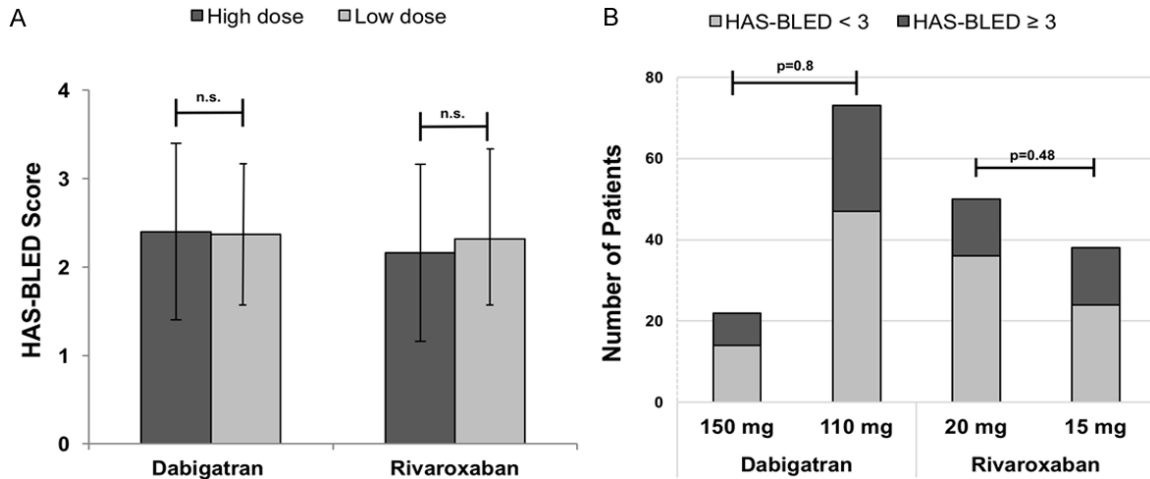 A
High dose Low dose
HAS-BLED Score
4
3
2
1
0
n.s.
n.s.
Dabigatran Rivaroxaban
B
HAS-BLED < 3 HAS-BLED ≥ 3
Number of Patients
80
60
40
20
0
p=0.8
p=0.48
150 mg 110 mg 20 mg 15 mg
Dabigatran Rivaroxaban